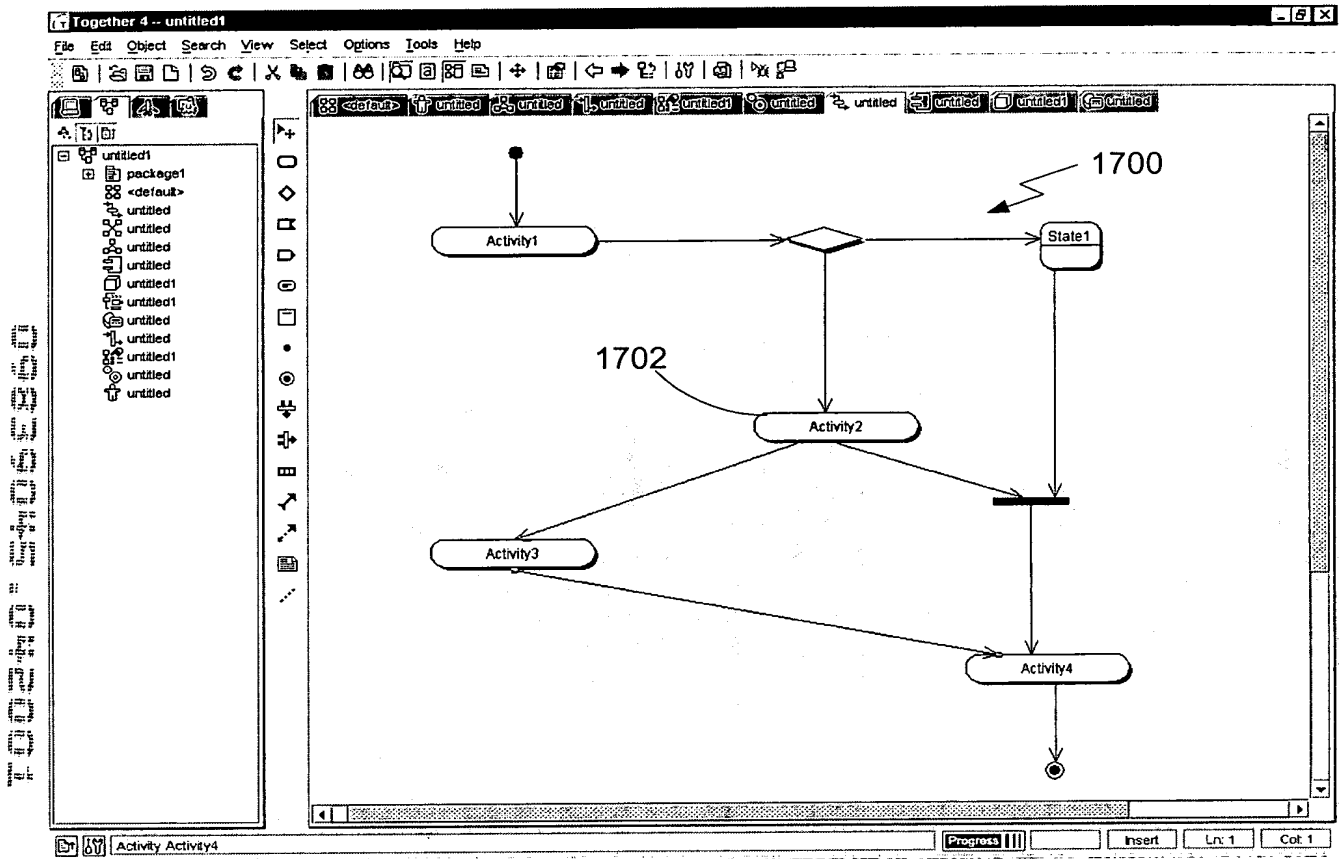 Together 4 -- untitled1
File Edit Object Search View Select Options Tools Help
<default> untitled untitled untitled untitled1 untitled untitled untitled untitled1 untitled
untitled1
package1
<default>
untitled
untitled
untitled
untitled
untitled1
untitled1
untitled
untitled
untitled1
untitled
untitled
1700
Activity1
State1
1702
Activity2
Activity3
Activity4
Activity Activity4
Progress
Insert
Ln: 1
Col: 1